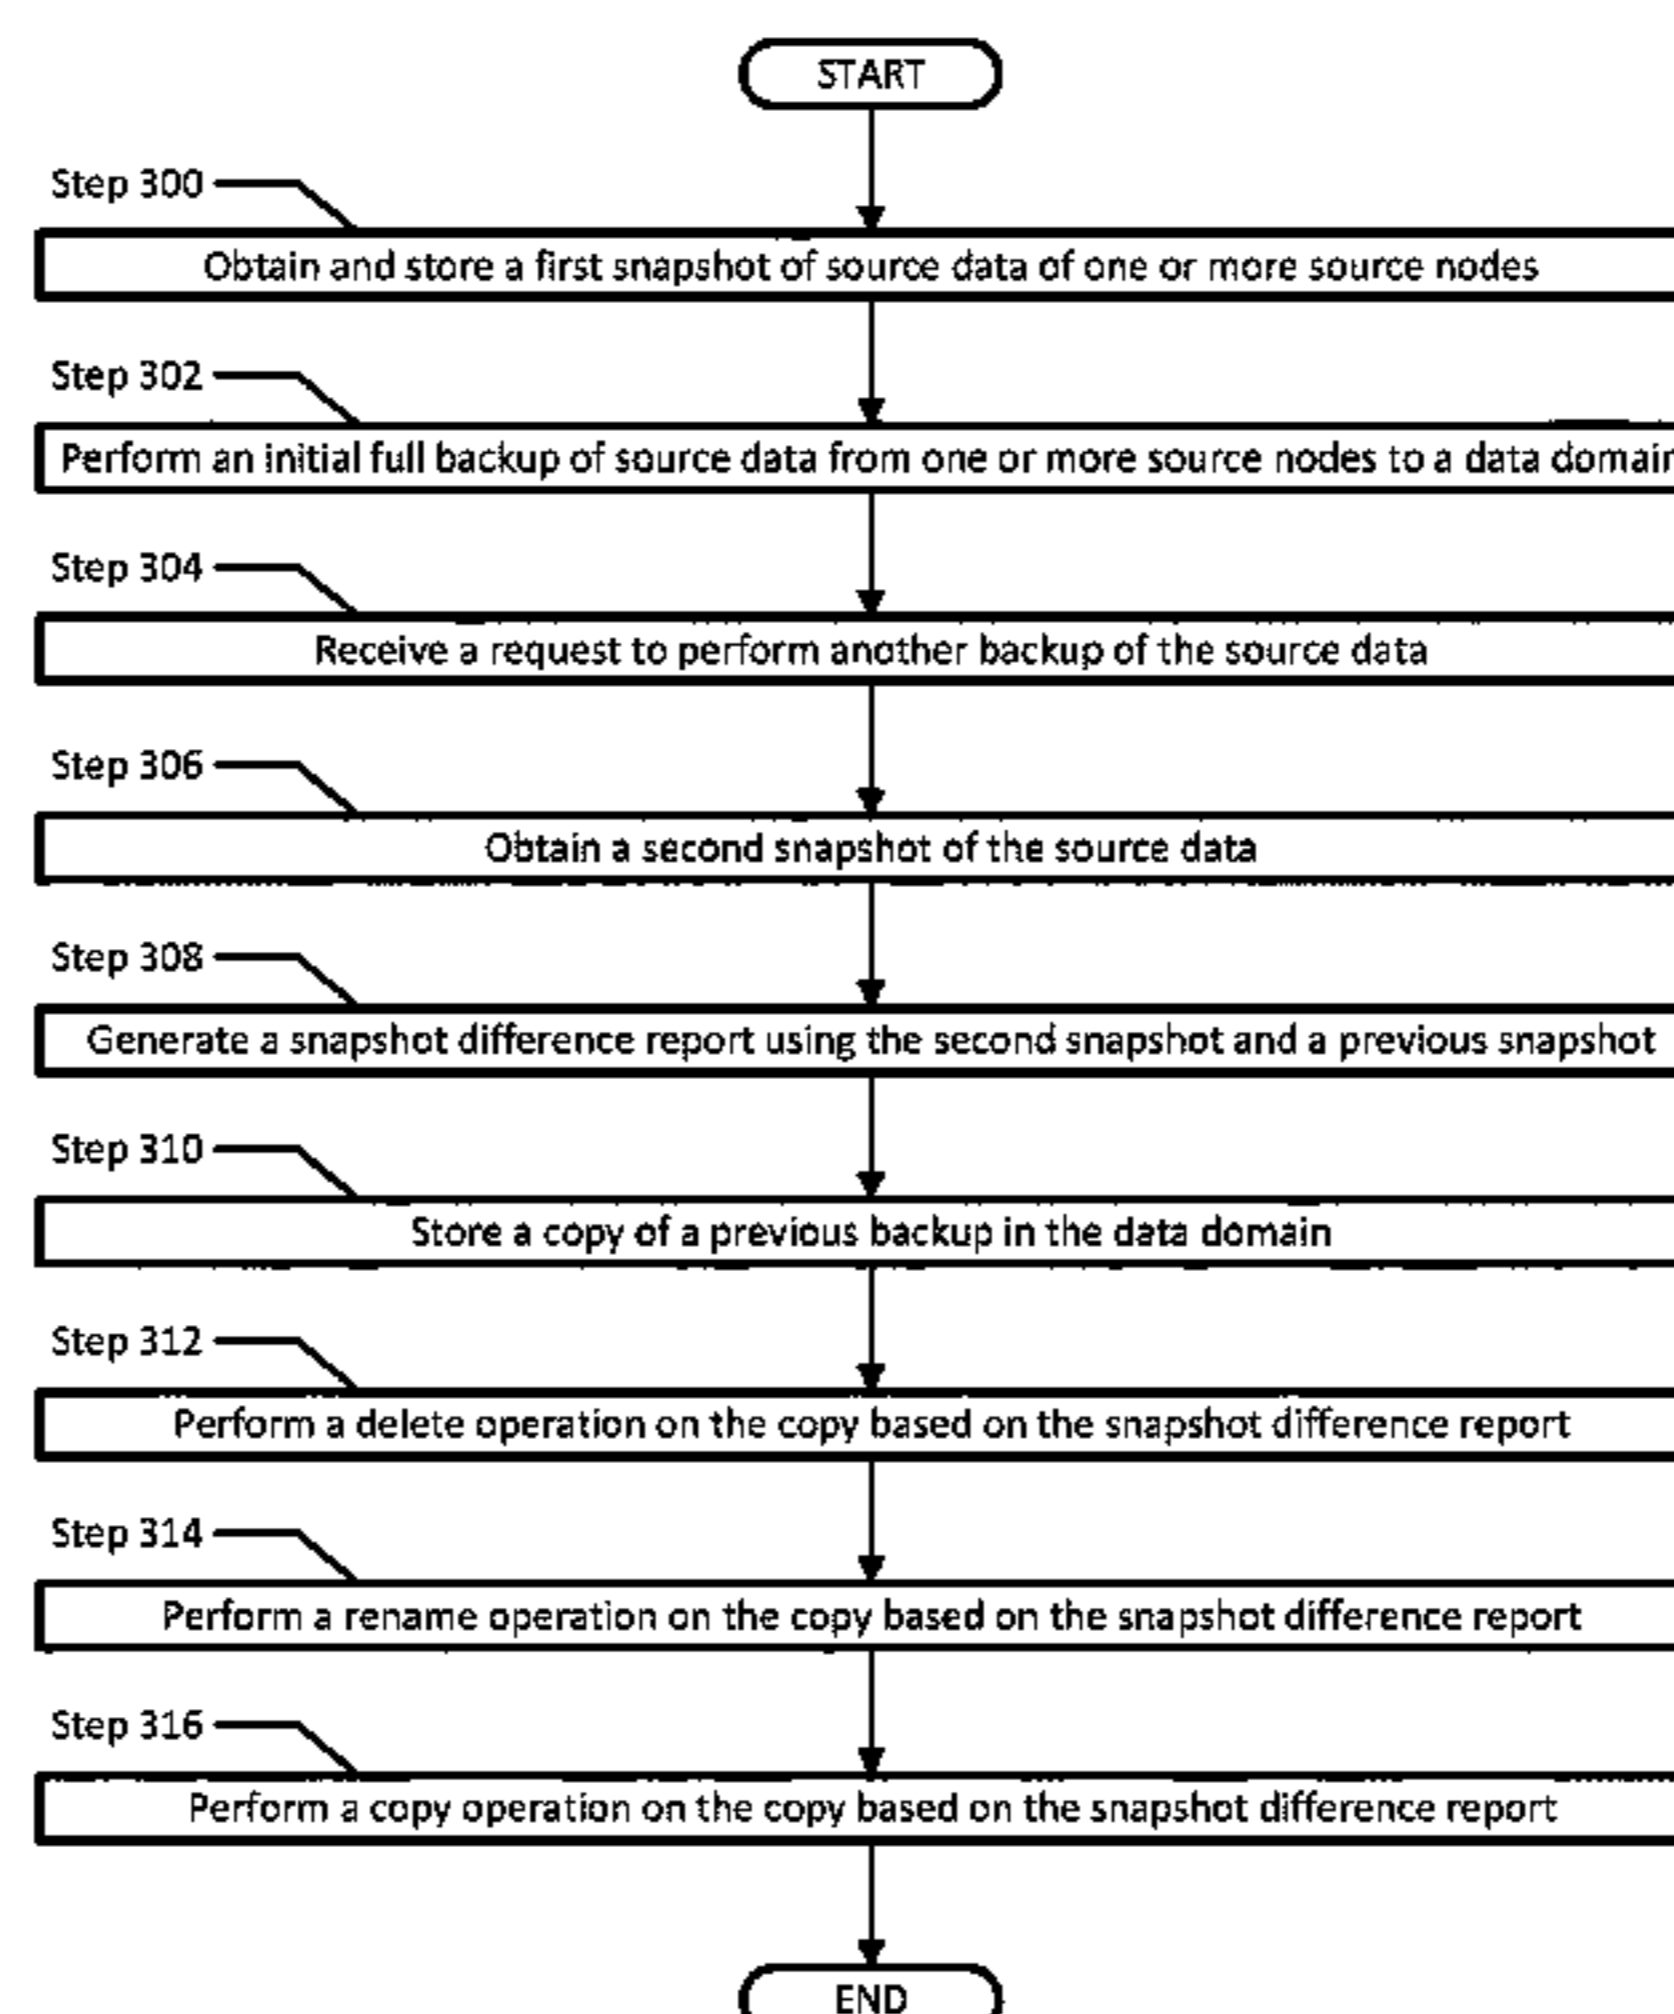 START
Step 300
Obtain and store a first snapshot of source data of one or more source nodes
Step 302
Perform an initial full backup of source data from one or more source nodes to a data domain
Step 304
Receive a request to perform another backup of the source data
Step 306
Obtain a second snapshot of the source data
Step 308
Generate a snapshot difference report using the second snapshot and a previous snapshot
Step 310
Store a copy of a previous backup in the data domain
Step 312
Perform a delete operation on the copy based on the snapshot difference report
Step 314
Perform a rename operation on the copy based on the snapshot difference report
Step 316
Perform a copy operation on the copy based on the snapshot difference report
END